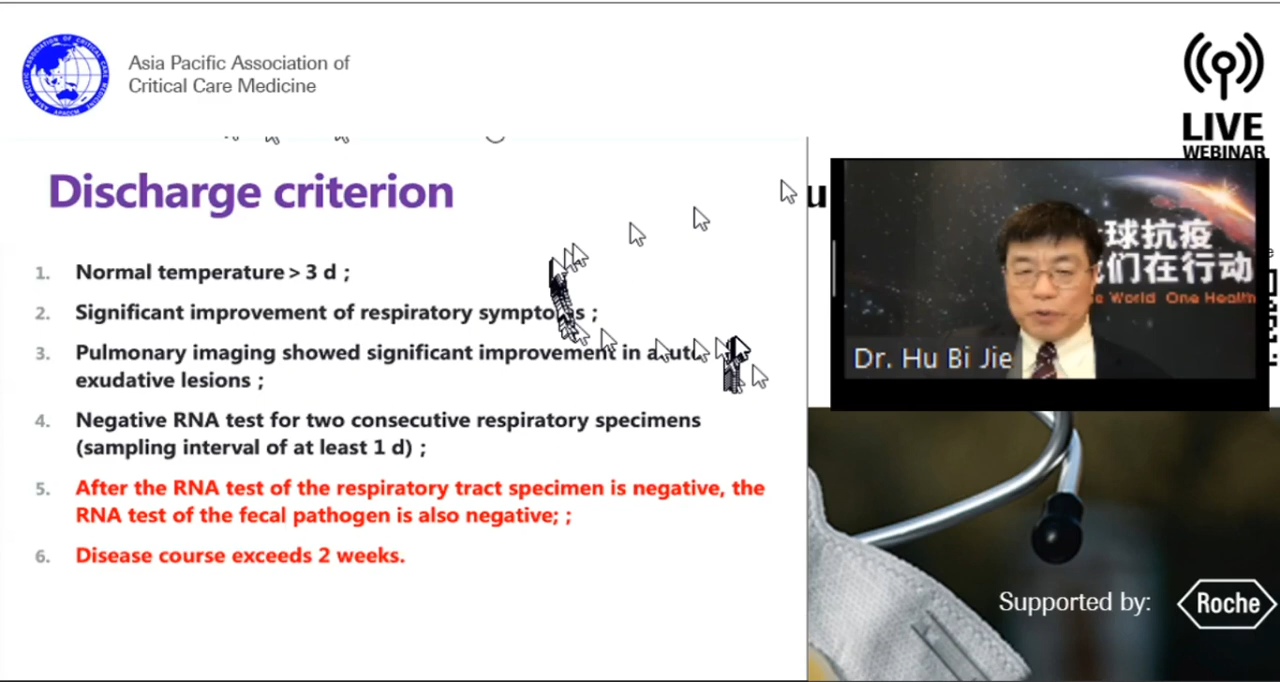 Asia Pacific Association of
Critical Care Medicine
LIVE
WEBINAR
Discharge criterion
1. Normal temperature > 3 d ;
2. Significant improvement of respiratory symptoms ;
3. Pulmonary imaging showed significant improvement in acute
exudative lesions ;
4. Negative RNA test for two consecutive respiratory specimens
(sampling interval of at least 1 d) ;
5. After the RNA test of the respiratory tract specimen is negative, the
RNA test of the fecal pathogen is also negative; ;
6. Disease course exceeds 2 weeks.
球抗疫
们在行动
World One Health
Dr. Hu Bi Jie
Supported by:
Roche